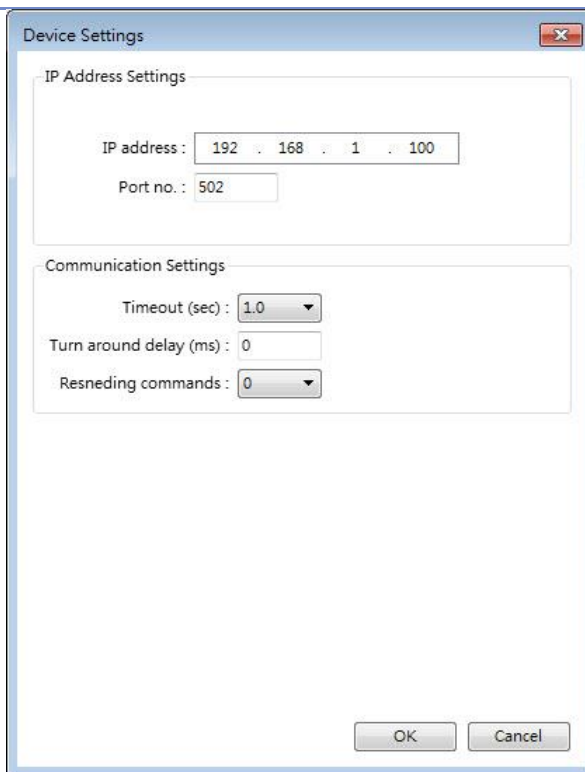 Device Settings
IP Address Settings
IP address : 192 . 168 . 1 . 100
Port no. : 502
Communication Settings
Timeout (sec) : 1.0
Turn around delay (ms) : 0
Resneding commands : 0
OK Cancel